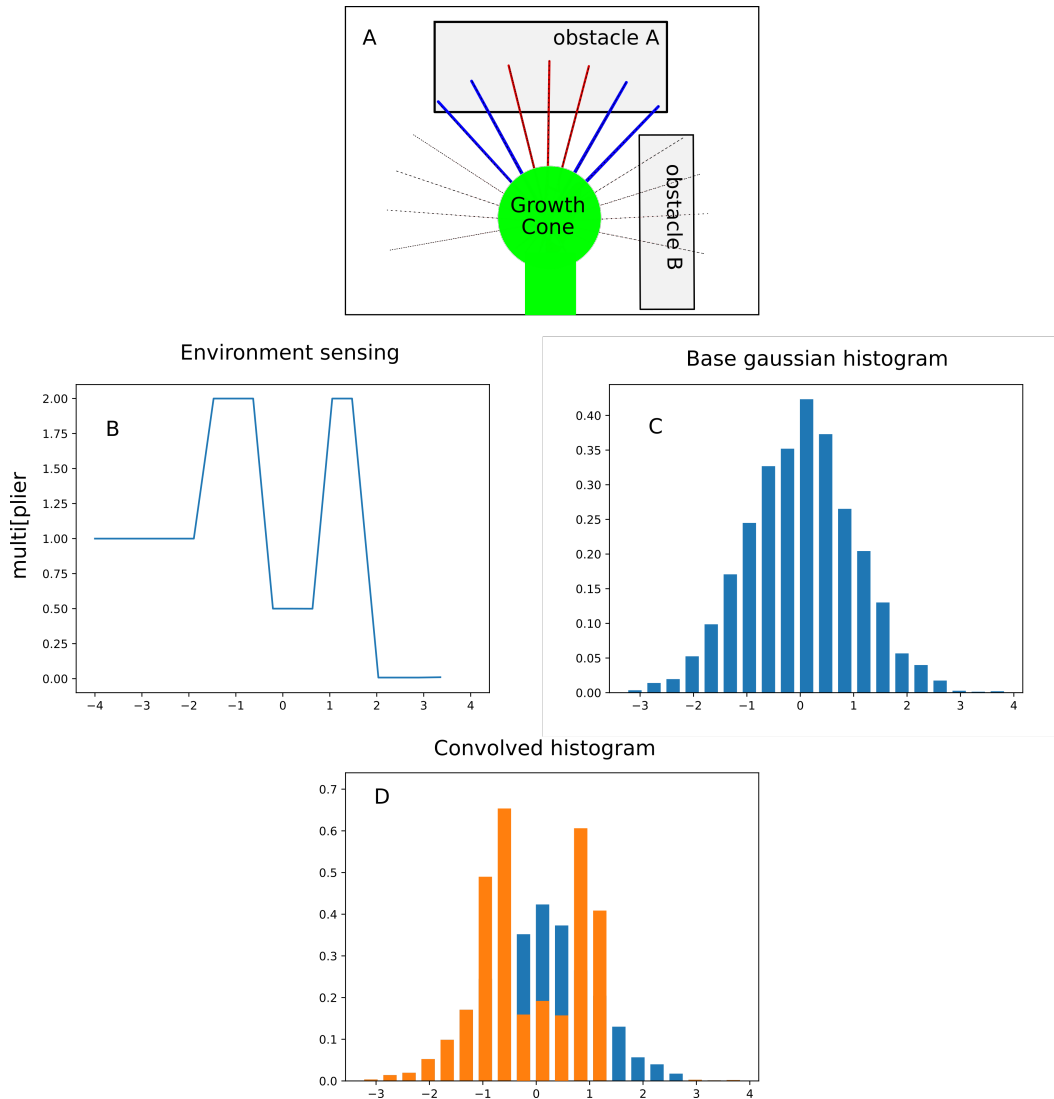 A
obstacle A
Growth
Cone
obstacle B
Environment sensing
B
multi[plier
2.00
1.75
1.50
1.25
1.00
0.75
0.50
0.25
0.00
−4 −3 −2 −1 0 1 2 3 4
Base gaussian histogram
C
0.40
0.35
0.30
0.25
0.20
0.15
0.10
0.05
0.00
−3 −2 −1 0 1 2 3 4
Convolved histogram
D
0.7
0.6
0.5
0.4
0.3
0.2
0.1
0.0
−3 −2 −1 0 1 2 3 4